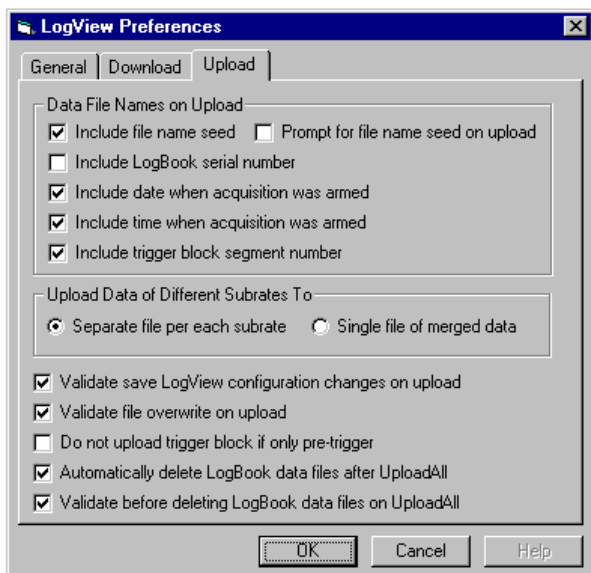 LogView Preferences
General Download Upload
Data File Names on Upload
Include file name seed Prompt for file name seed on upload
Include LogBook serial number
Include date when acquisition was armed
Include time when acquisition was armed
Include trigger block segment number
Upload Data of Different Subrates To
Separate file per each subrate Single file of merged data
Validate save LogView configuration changes on upload
Validate file overwrite on upload
Do not upload trigger block if only pre-trigger
Automatically delete LogBook data files after UploadAll
Validate before deleting LogBook data files on UploadAll
OK Cancel Help